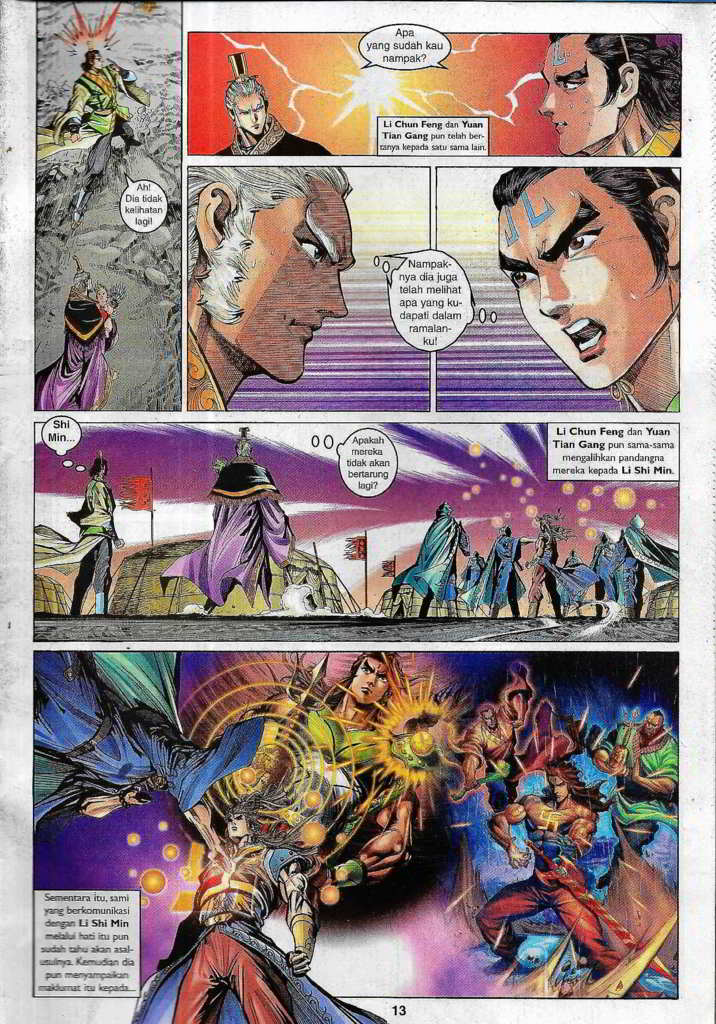 Ah!
Dia tidak
kelihatan
lagi!
Apa
yang sudah kau
nampak?
Li Chun Feng dan Yuan
Tian Gang pun telah ber-
tanya kepada satu sama lain.
Nampak-
nya dia juga
telah melihat
apa yang ku-
dapati dalam
ramalan-
ku!
Shi
Min...
Apakah
mereka
tidak akan
bertarung
lagi?
Li Chun Feng dan Yuan
Tian Gang pun sama-sama
mengalihkan pandangna
mereka kepada Li Shi Min.
Sementara itu, sami
yang berkomunikasi
dengan Li Shi Min
melalui hati itu pun
sudah tahu akan asal-
usulnya. Kemudian dia
pun menyampaikan
maklumat itu kepada...
13